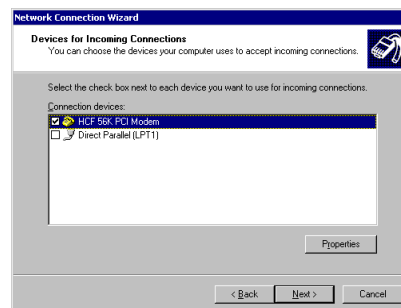 Network Connection Wizard
Devices for Incoming Connections
You can choose the devices your computer uses to accept incoming connections.
Select the check box next to each device you want to use for incoming connections.
Connection devices:
HCF 56K PCI Modem
Direct Parallel (LPT1)
Properties
< Back
Next >
Cancel